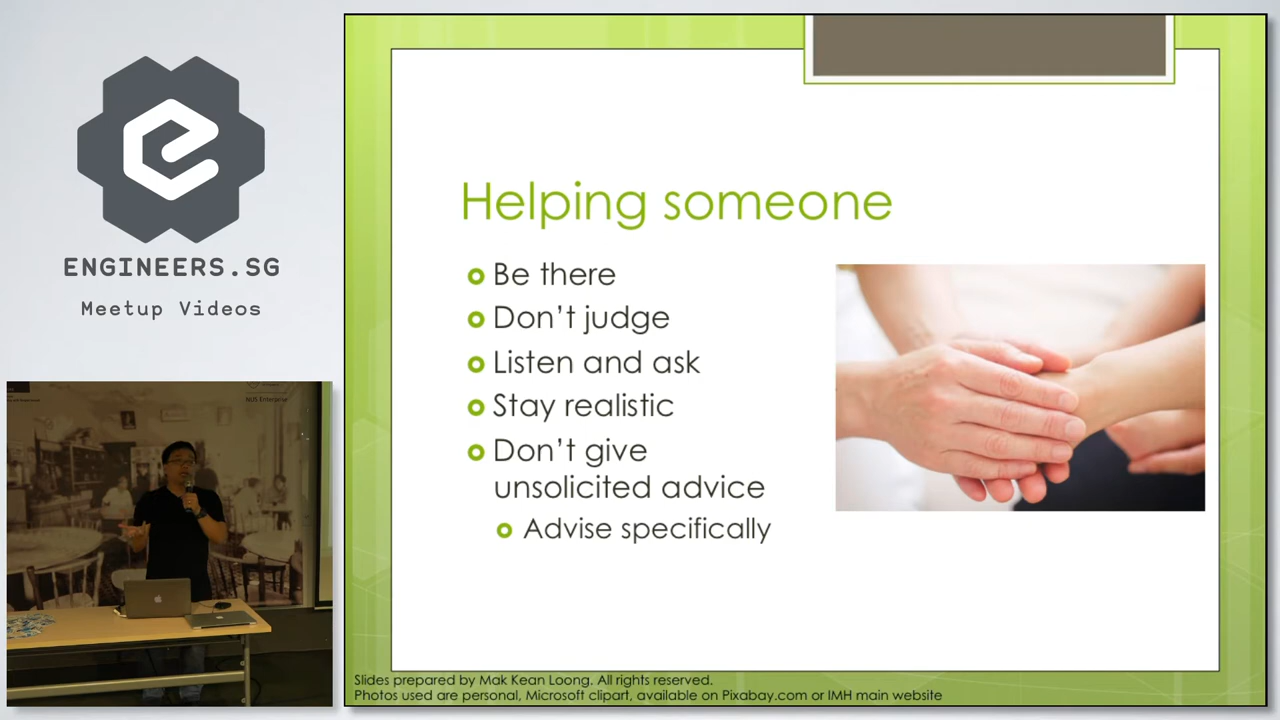 ENGINEERS.SG
Meetup Videos
NUS Enterprise
Helping someone
Be there
Don't judge
Listen and ask
Stay realistic
Don't give
unsolicited advice
Advise specifically
Slides prepared by Mak Kean Loong. All rights reserved.
Photos used are personal, Microsoft clipart, available on Pixabay.com or IMH main website